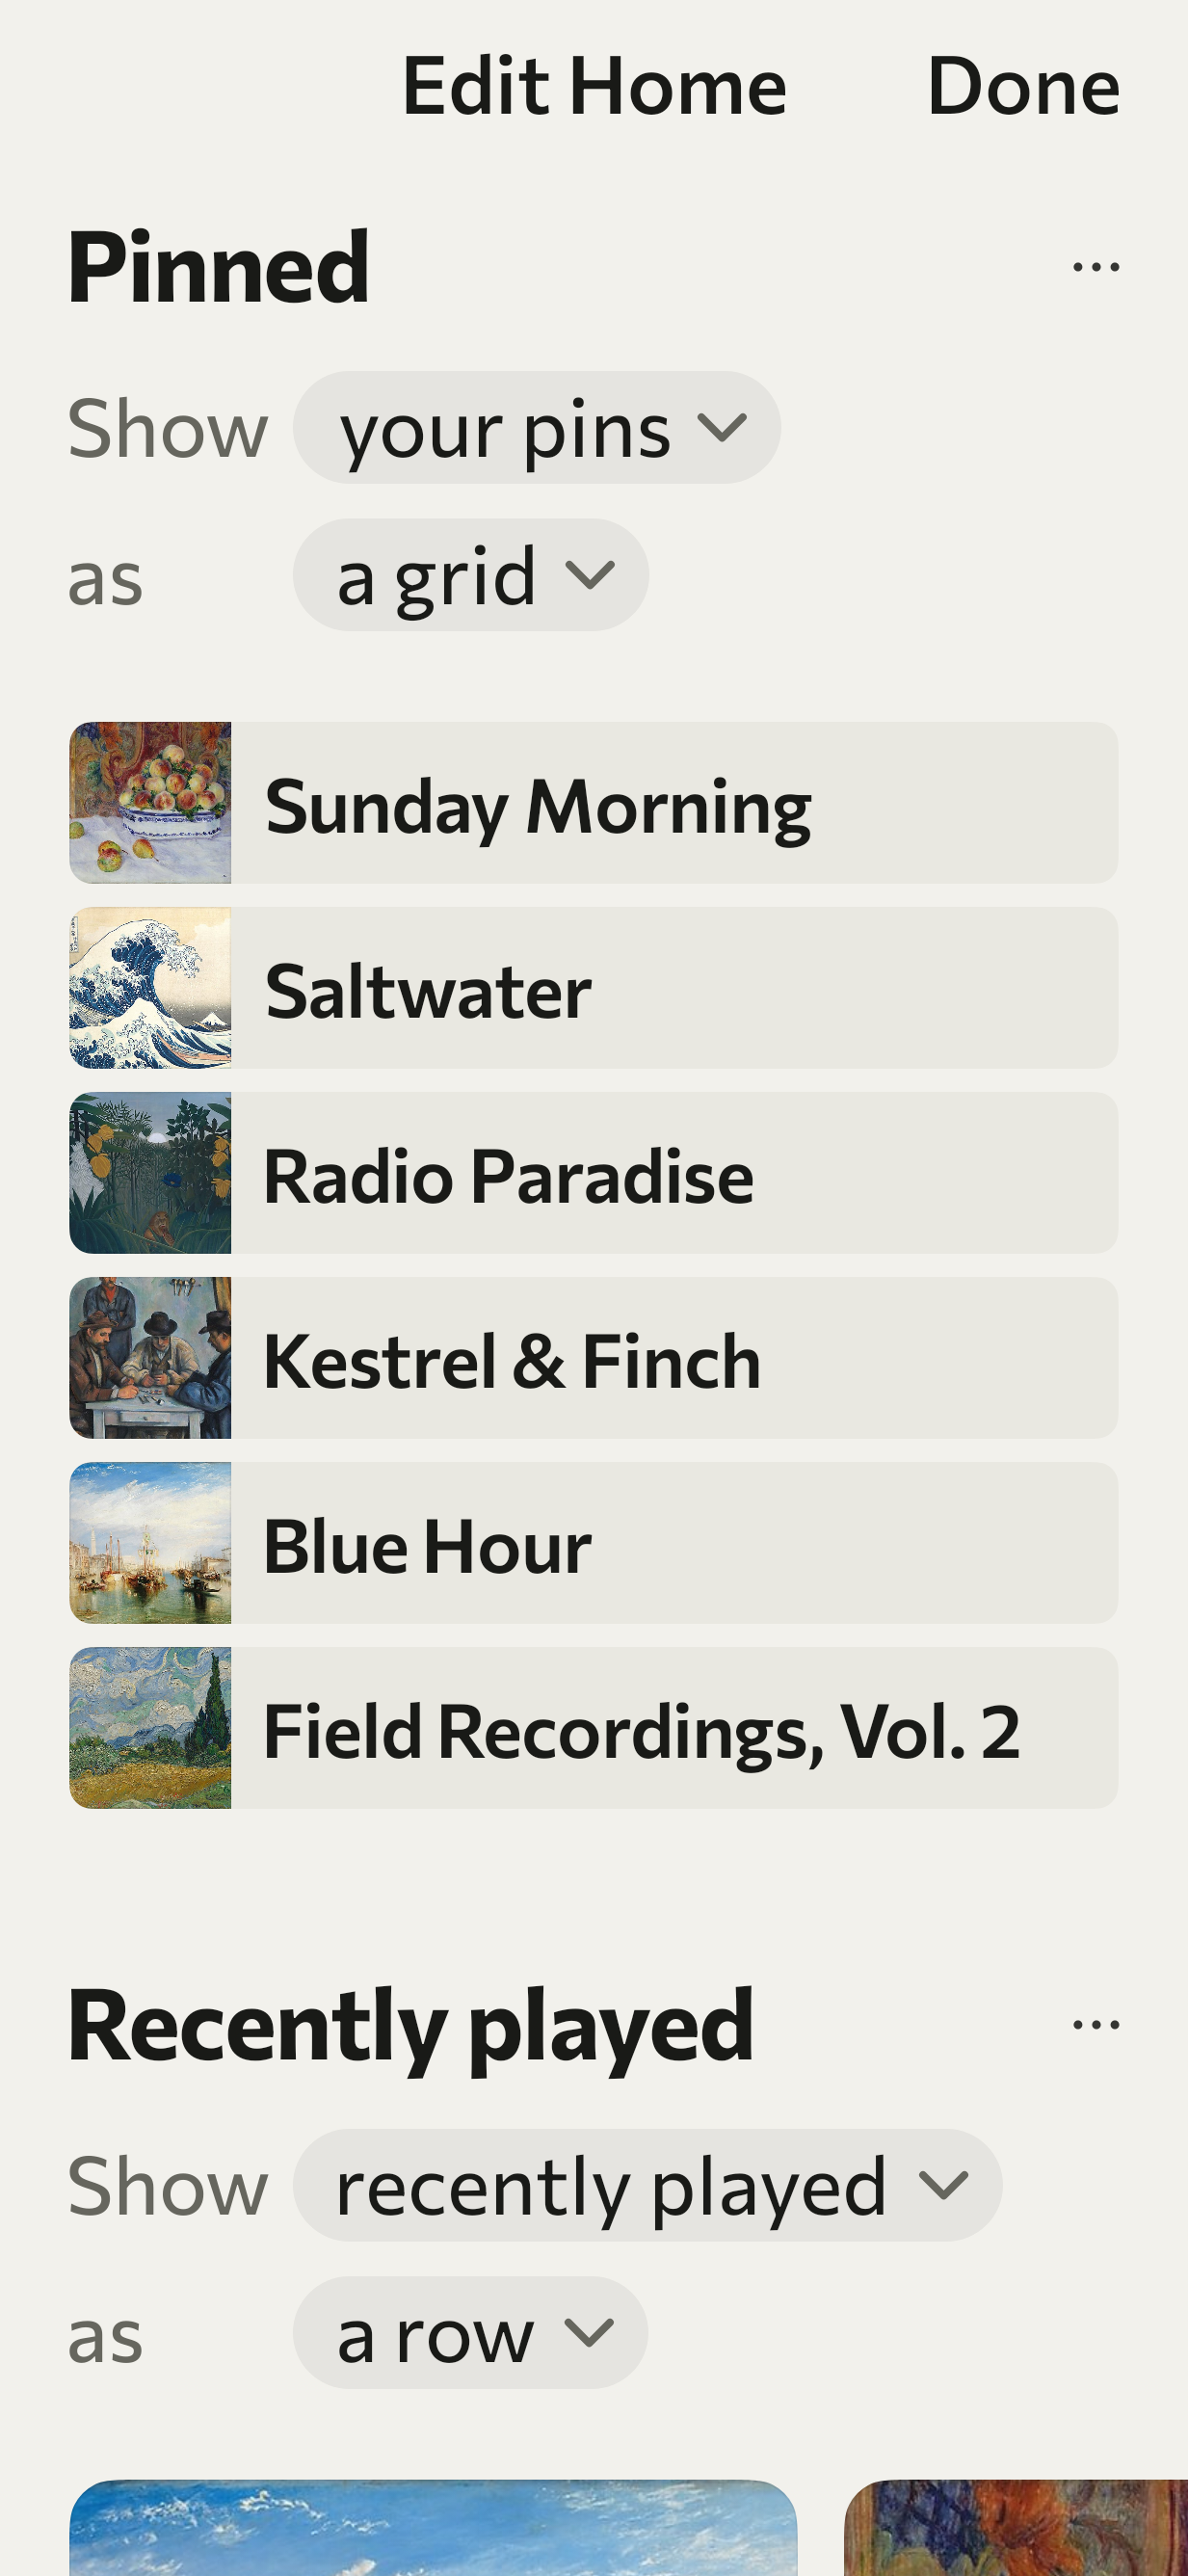 Edit Home
Done
Pinned
Show your pins
as a grid
Sunday Morning
Saltwater
Radio Paradise
Kestrel & Finch
Blue Hour
Field Recordings, Vol. 2
Recently played
Show recently played
as a row